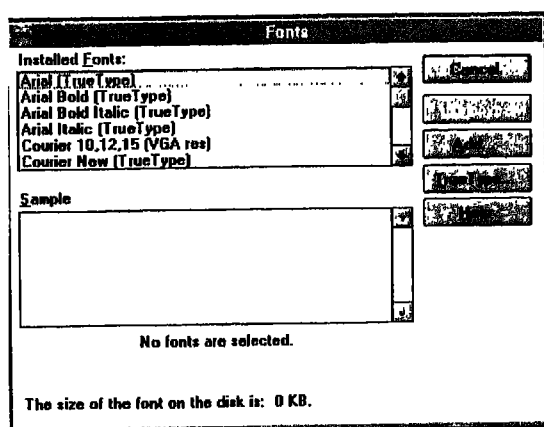 Fonts
Installed Fonts:
Arial (TrueType)
Arial Bold (TrueType)
Arial Bold Italic (TrueType)
Arial Italic (TrueType)
Courier 10,12,15 (VGA res)
Courier New (TrueType)
Cancel
Sample
No fonts are selected.
The size of the font on the disk is: 0 KB.